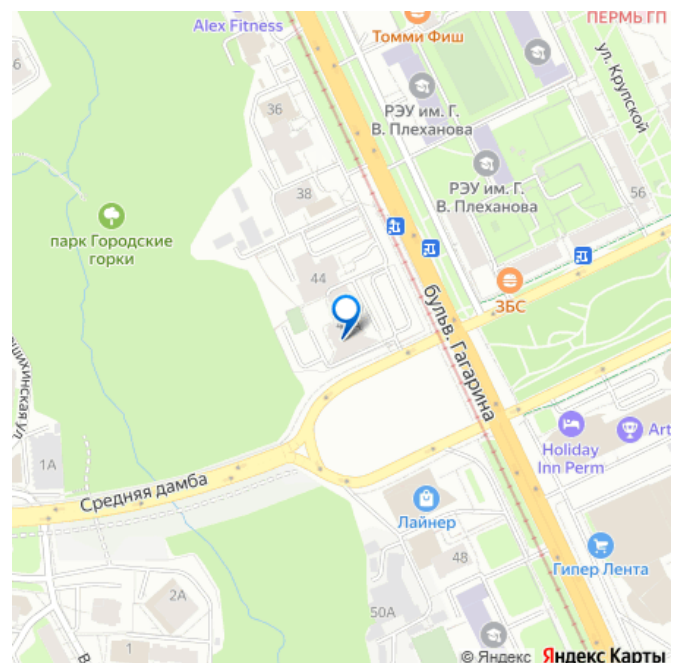 ПЕРМЬ ГП
Alex Fitness
Томми Фиш
ул. Крупской
6
36
РЭУ им. Г.
В. Плеханова
38
РЭУ им. Г.
В. Плеханова
56
парк Городские
горки
44
ЗБС
бульв. Гагарина
1А
Средняя дамба
Holiday
Inn Perm
Art
Лайнер
48
Гипер Лента
2А
50А
1
В
© Яндекс Яндекс Карты